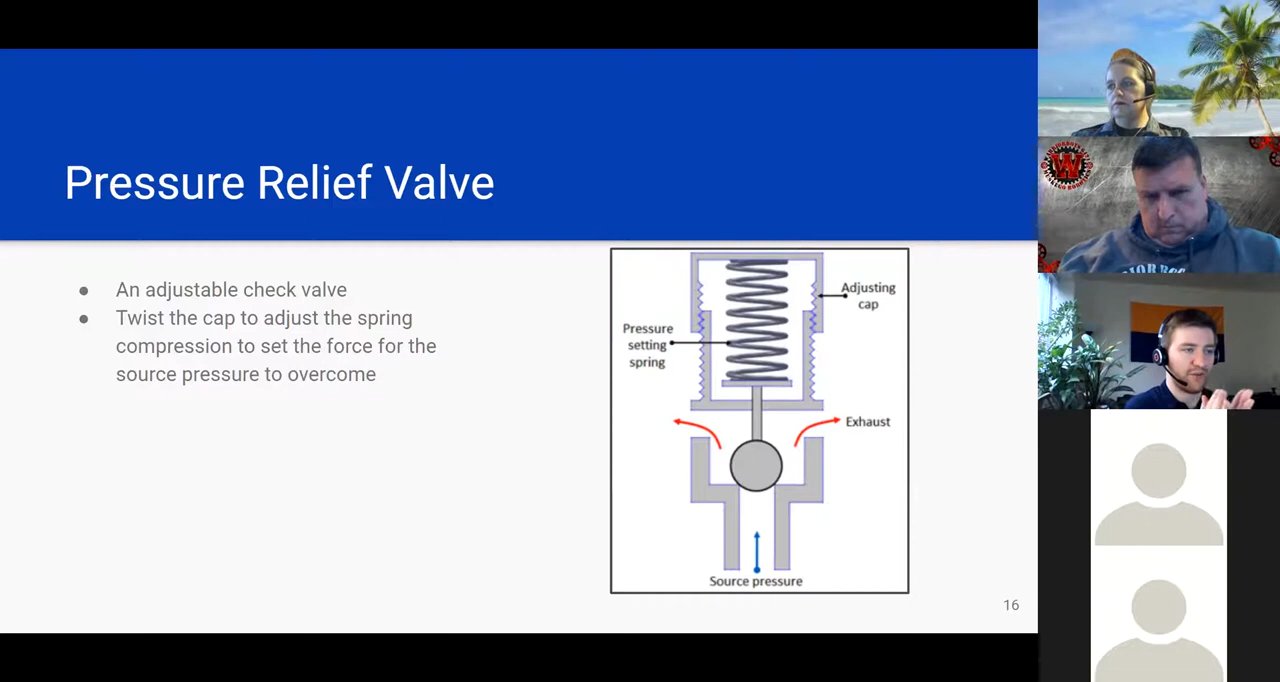 Pressure Relief Valve
● An adjustable check valve
● Twist the cap to adjust the spring
compression to set the force for the
source pressure to overcome
Adjusting
cap
Pressure
setting
spring
Exhaust
Source pressure
16
W